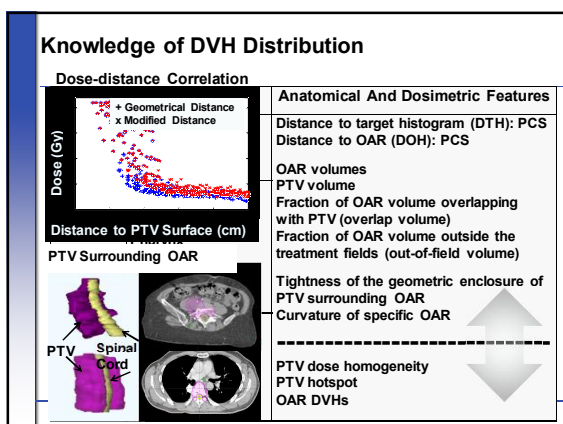 Knowledge of DVH Distribution
Dose-distance Correlation
+ Geometrical Distance
x Modified Distance
Dose (Gy)
Distance to PTV Surface (cm)
PTV Surrounding OAR
PTV
Spinal
Cord
Anatomical And Dosimetric Features
Distance to target histogram (DTH): PCS
Distance to OAR (DOH): PCS
OAR volumes
PTV volume
Fraction of OAR volume overlapping
with PTV (overlap volume)
Fraction of OAR volume outside the
treatment fields (out-of-field volume)
Tightness of the geometric enclosure of
PTV surrounding OAR
Curvature of specific OAR
PTV dose homogeneity
PTV hotspot
OAR DVHs